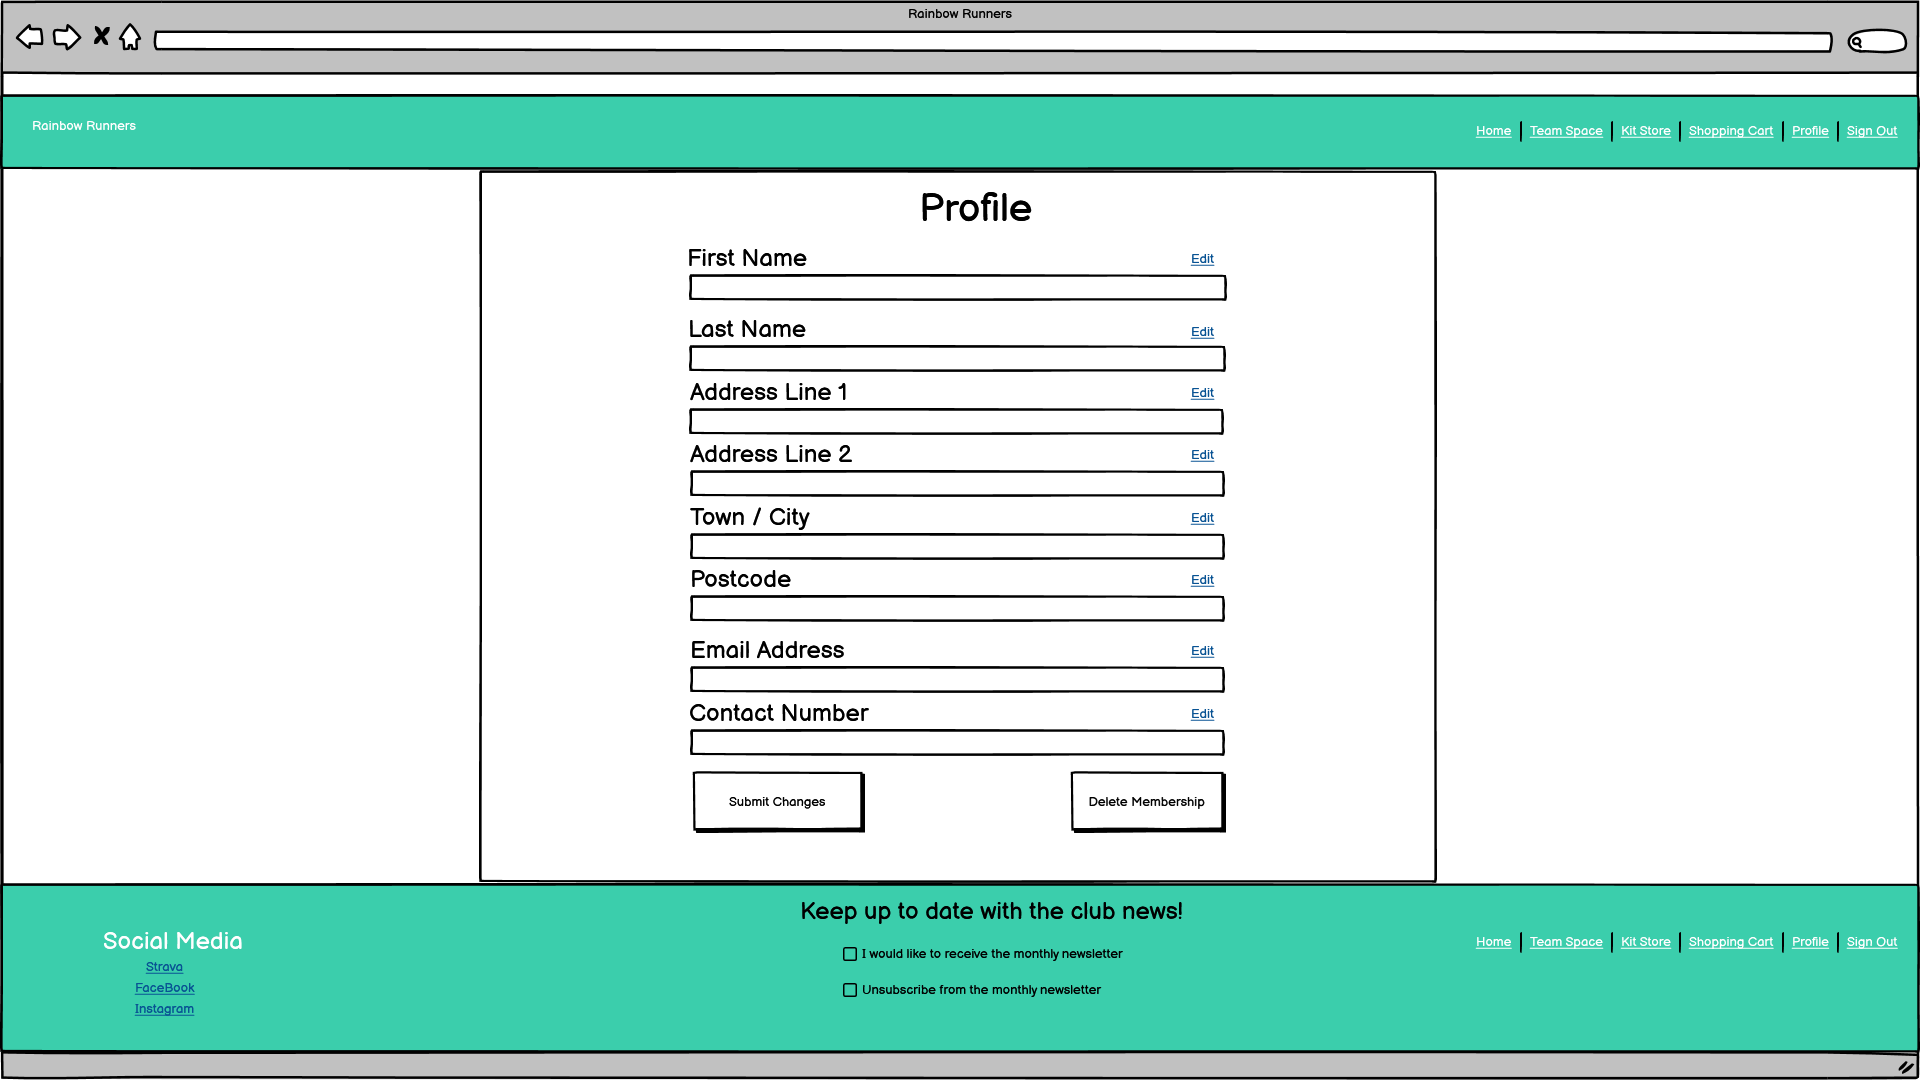 Rainbow Runners
Rainbow Runners
Home Team Space Kit Store Shopping Cart Profile Sign Out
Profile
First Name Edit
Last Name Edit
Address Line 1 Edit
Address Line 2 Edit
Town / City Edit
Postcode Edit
Email Address Edit
Contact Number Edit
Submit Changes Delete Membership
Keep up to date with the club news!
Social Media
Strava
FaceBook
Instagram
I would like to receive the monthly newsletter
Unsubscribe from the monthly newsletter
Home Team Space Kit Store Shopping Cart Profile Sign Out